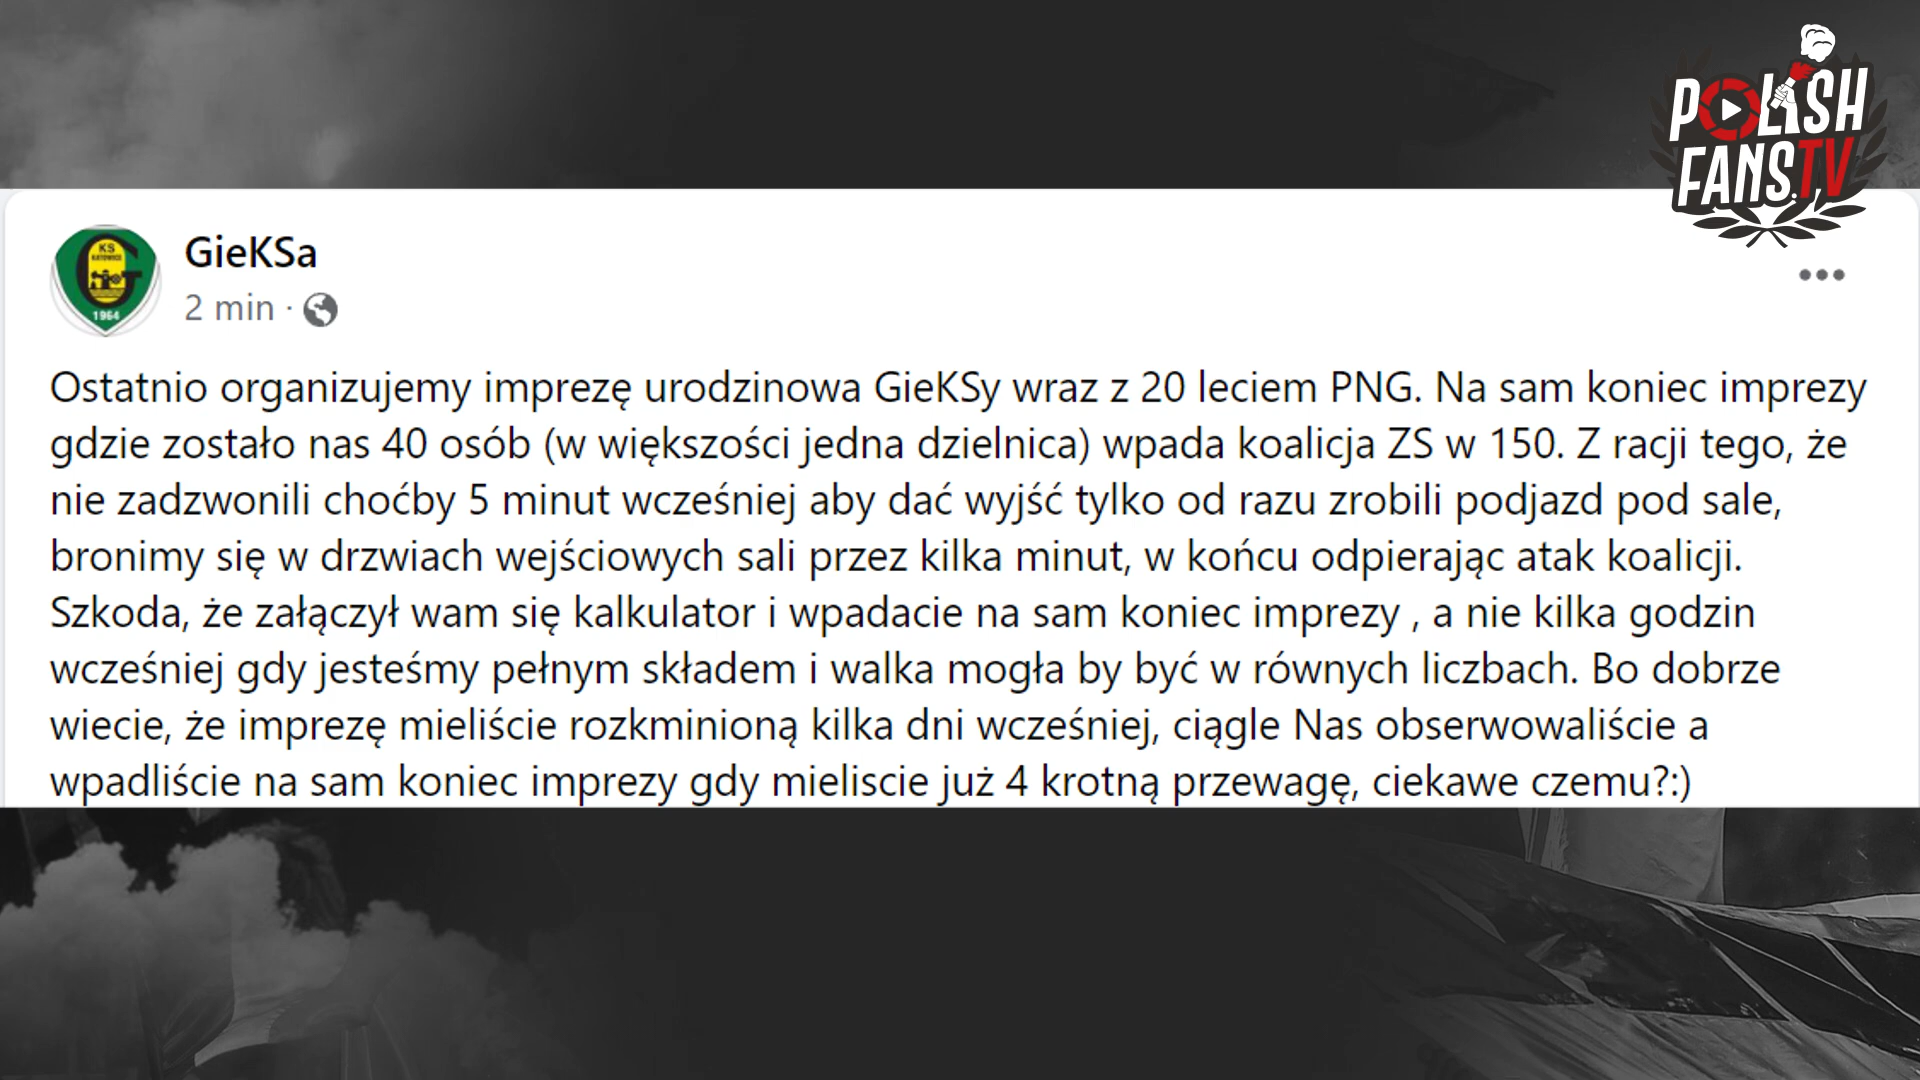 POLISH
FANS.TV
KS
KATOWICE
1964
GieKSa
2 min ·
Ostatnio organizujemy imprezę urodzinowa GieKSy wraz z 20 leciem PNG. Na sam koniec imprezy
gdzie zostało nas 40 osób (w większości jedna dzielnica) wpada koalicja ZS w 150. Z racji tego, że
nie zadzwonili choćby 5 minut wcześniej aby dać wyjść tylko od razu zrobili podjazd pod sale,
bronimy się w drzwiach wejściowych sali przez kilka minut, w końcu odpierając atak koalicji.
Szkoda, że załączył wam się kalkulator i wpadacie na sam koniec imprezy , a nie kilka godzin
wcześniej gdy jesteśmy pełnym składem i walka mogła by być w równych liczbach. Bo dobrze
wiecie, że imprezę mieliście rozkminioną kilka dni wcześniej, ciągle Nas obserwowaliście a
wpadliście na sam koniec imprezy gdy mieliscie już 4 krotną przewagę, ciekawe czemu?:)